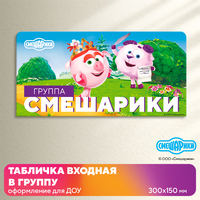 СМЕШАРИКИ
ГРУППА
СМЕШАРИКИ
СМЕШАРИКИ
© ООО «Смешарики»
ТАБЛИЧКА ВХОДНАЯ
В ГРУППУ
оформление для ДОУ
300х150 мм